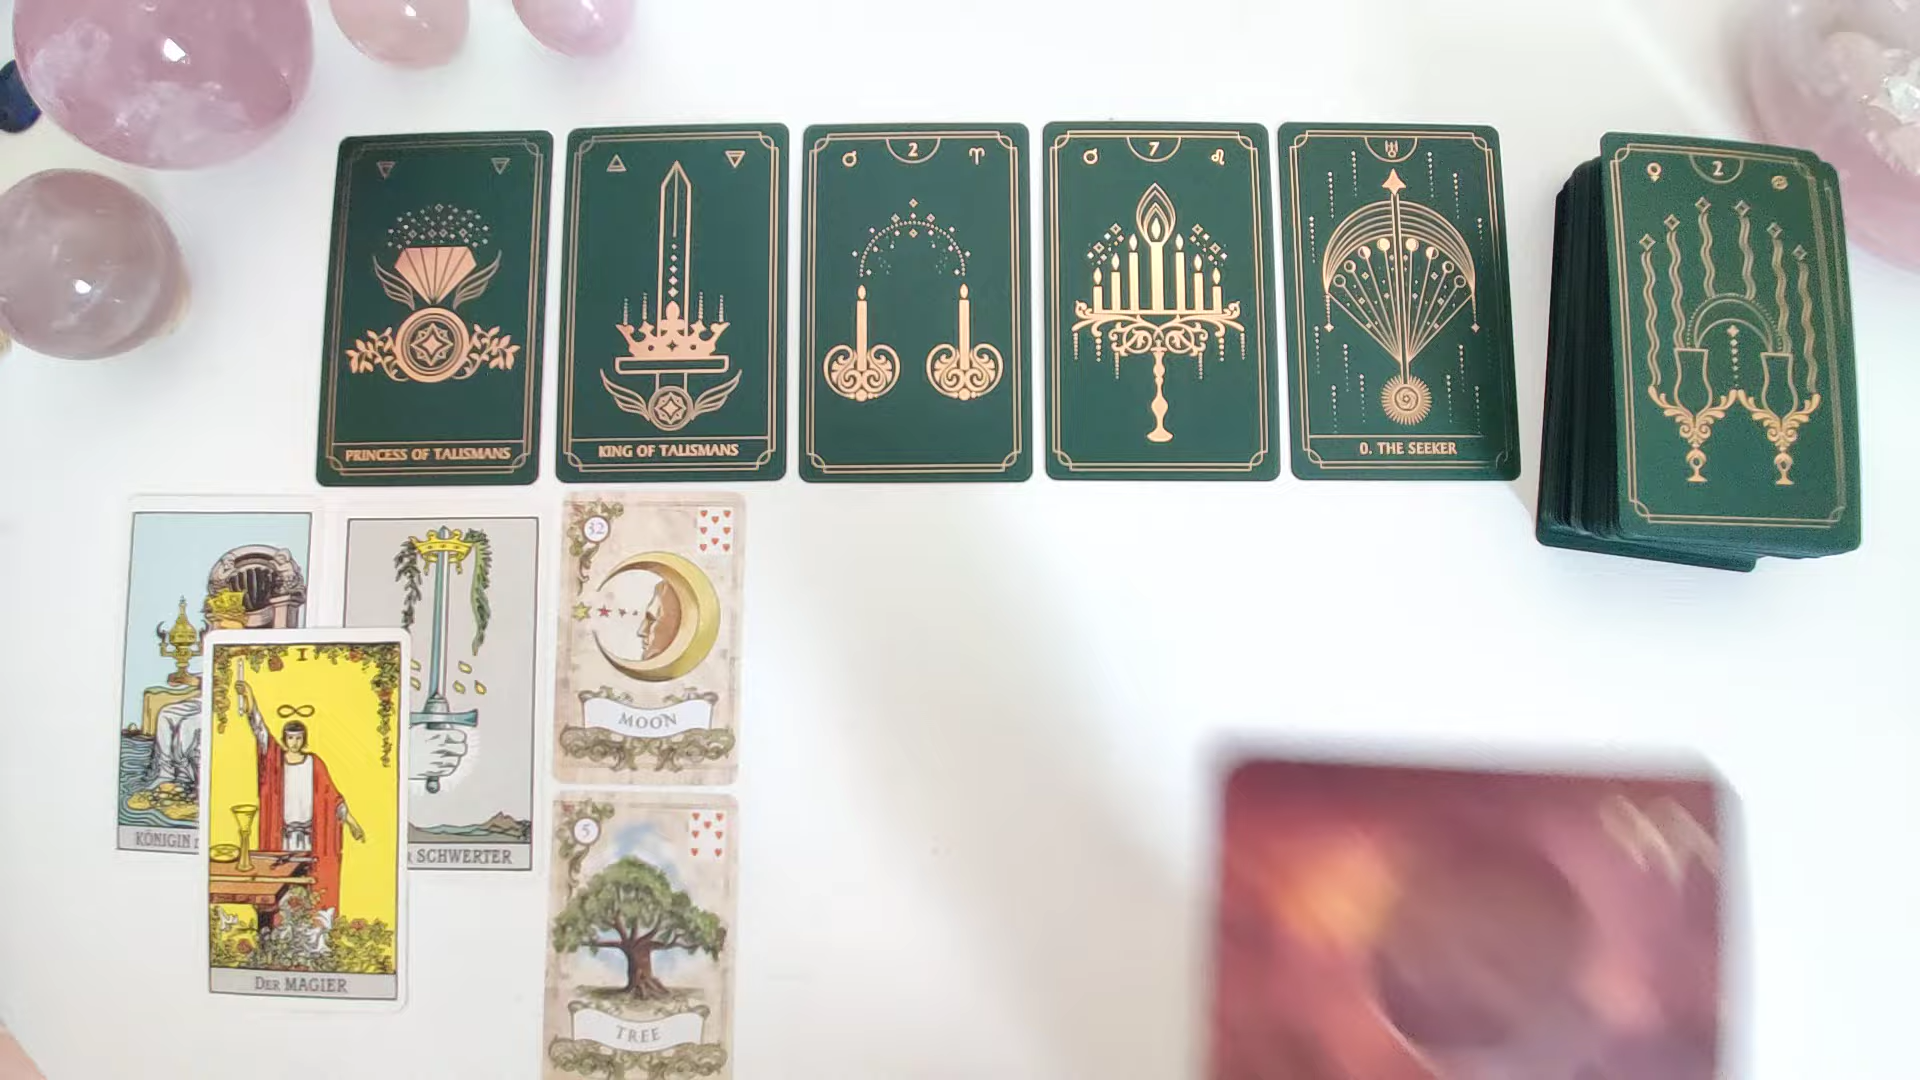 PRINCESS OF TALISMANS
KING OF TALISMANS
2
7
0. THE SEEKER
2
KÖNIGIN
SCHWERTER
I
DER MAGIER
32
MOON
5
TREE